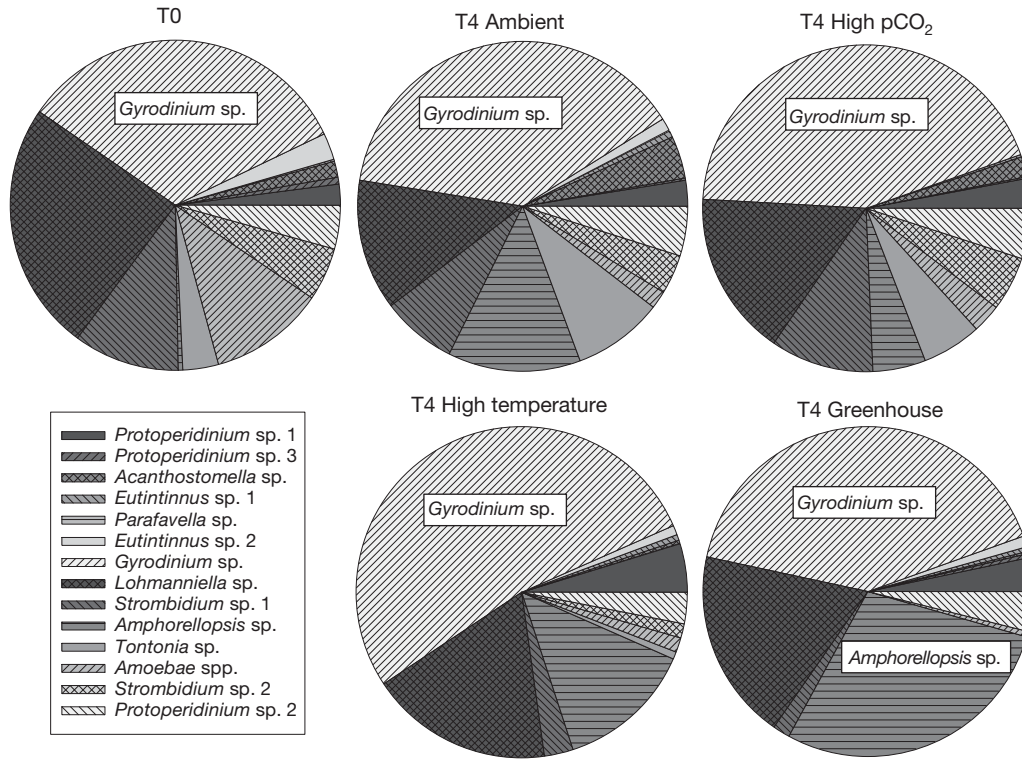 T0
T4 Ambient
T4 High pCO₂
Gyrodinium sp.
Gyrodinium sp.
Gyrodinium sp.
T4 High temperature
T4 Greenhouse
Gyrodinium sp.
Gyrodinium sp.
Amphorellopsis sp.
Protoperidinium sp. 1
Protoperidinium sp. 3
Acanthostomella sp.
Eutintinnus sp. 1
Parafavella sp.
Eutintinnus sp. 2
Gyrodinium sp.
Lohmanniella sp.
Strombidium sp. 1
Amphorellopsis sp.
Tontonia sp.
Amoebae spp.
Strombidium sp. 2
Protoperidinium sp. 2